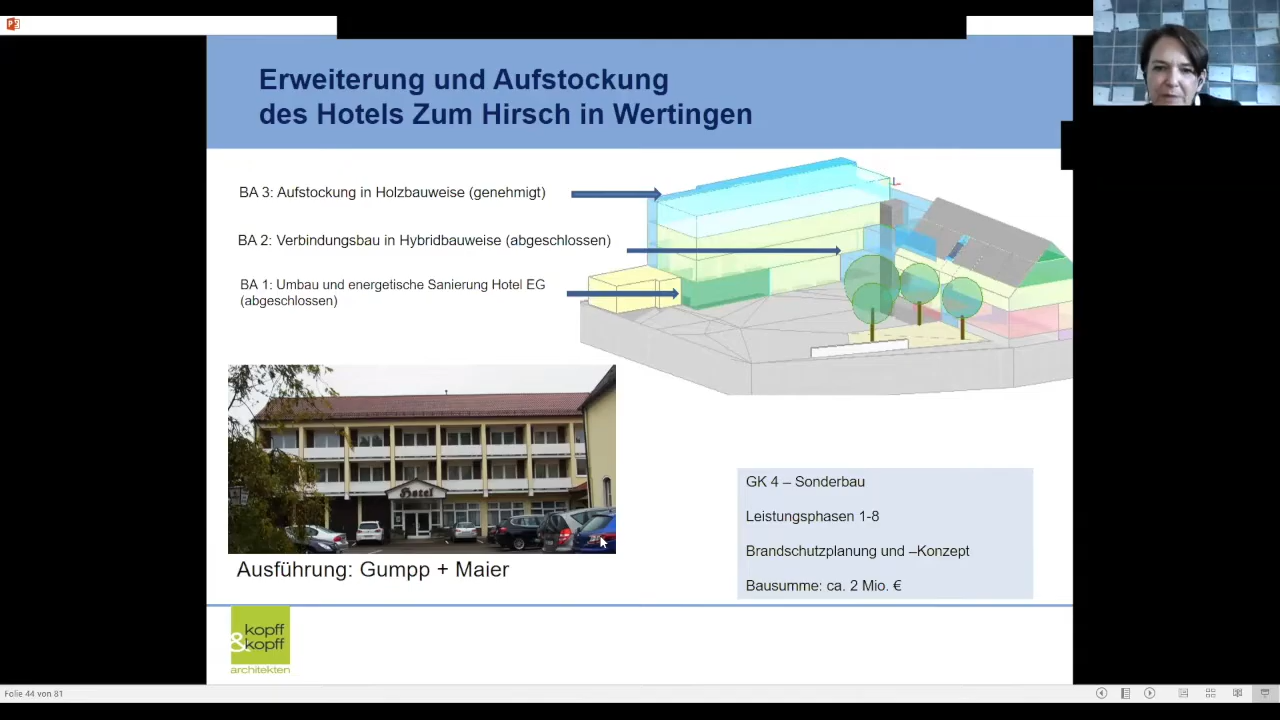 Erweiterung und Aufstockung
des Hotels Zum Hirsch in Wertingen
BA 3: Aufstockung in Holzbauweise (genehmigt)
BA 2: Verbindungsbau in Hybridbauweise (abgeschlossen)
BA 1: Umbau und energetische Sanierung Hotel EG
(abgeschlossen)
Hotel
Ausführung: Gumpp + Maier
GK 4 – Sonderbau
Leistungsphasen 1-8
Brandschutzplanung und –Konzept
Bausumme: ca. 2 Mio. €
kopff
&kopff
architekten
Folie 44 von 81